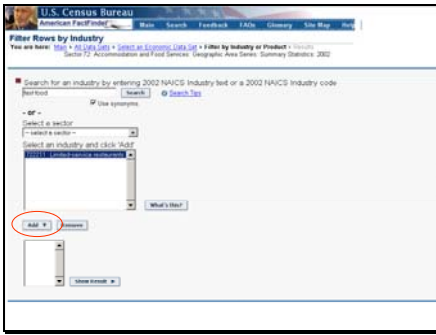 U.S. Census Bureau
American FactFinder
Main Search Feedback FAQs Glossary Site Map Help
Filter Rows by Industry
You are here: Main ▸ All Data Sets ▸ Select an Economic Data Set ▸ Filter by Industry or Product ▸ Results
Sector 72: Accommodation and Food Services: Geographic Area Series: Summary Statistics: 2002
Search for an industry by entering 2002 NAICS Industry text or a 2002 NAICS Industry code
fast food Search Search Tips
Use synonyms
- or -
Select a sector
-- select a sector --
Select an industry and click 'Add'
722211: Limited-service restaurants
What's this?
Add ▼ Remove
Show Result ►